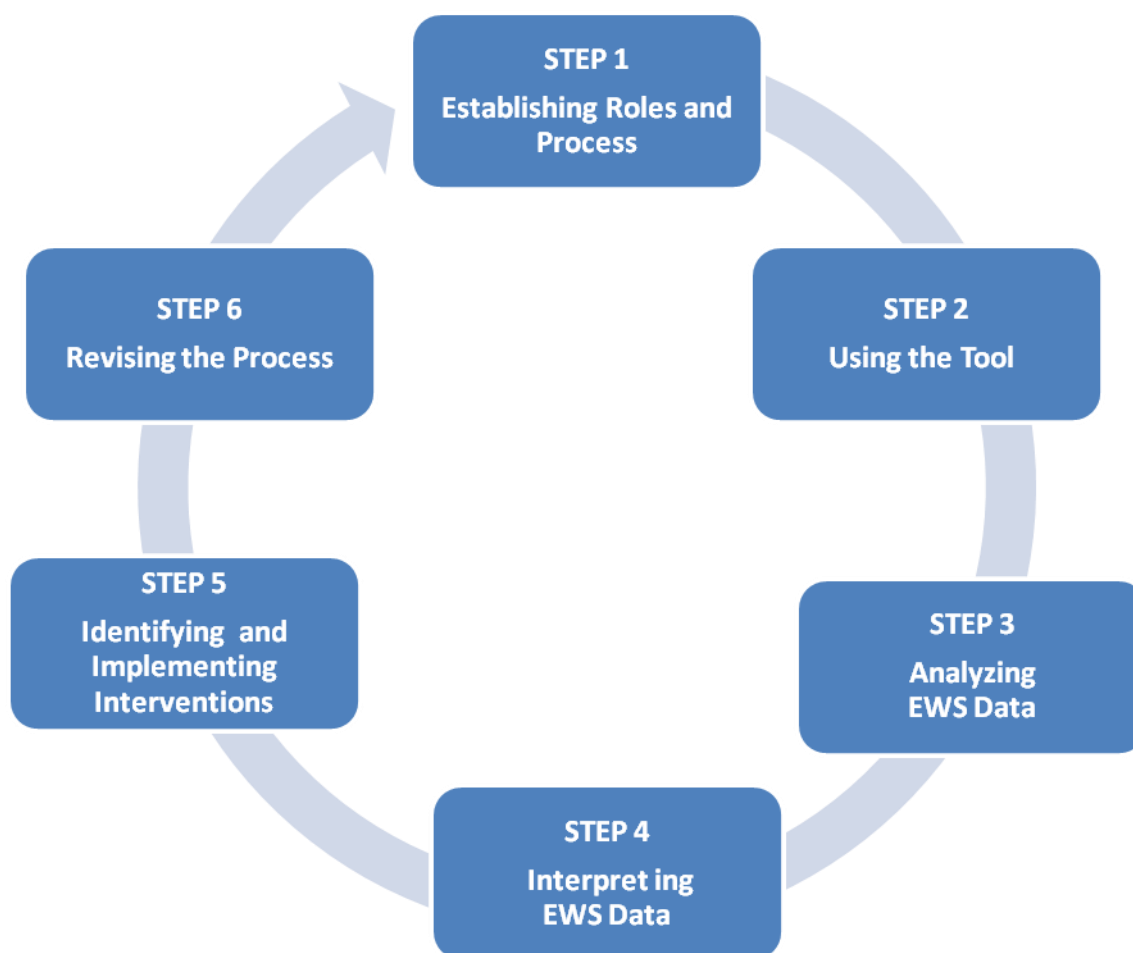 STEP 1
Establishing Roles and
Process
STEP 2
Using the Tool
STEP 3
Analyzing
EWS Data
STEP 4
Interpret ing
EWS Data
STEP 5
Identifying and
Implementing
Interventions
STEP 6
Revising the Process